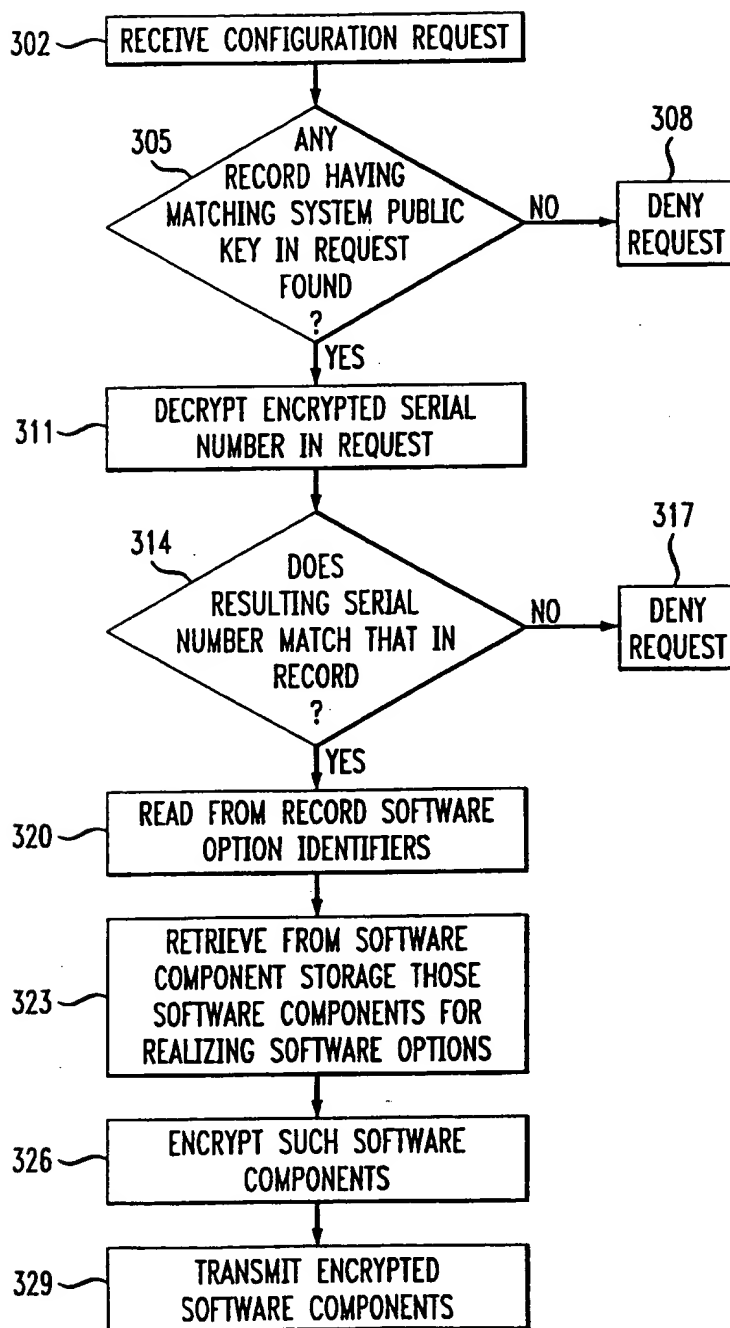 302
RECEIVE CONFIGURATION REQUEST
305
ANY
RECORD HAVING
MATCHING SYSTEM PUBLIC
KEY IN REQUEST
FOUND
?
NO
308
DENY
REQUEST
YES
311
DECRYPT ENCRYPTED SERIAL
NUMBER IN REQUEST
314
DOES
RESULTING SERIAL
NUMBER MATCH THAT IN
RECORD
?
NO
317
DENY
REQUEST
YES
320
READ FROM RECORD SOFTWARE
OPTION IDENTIFIERS
323
RETRIEVE FROM SOFTWARE
COMPONENT STORAGE THOSE
SOFTWARE COMPONENTS FOR
REALIZING SOFTWARE OPTIONS
326
ENCRYPT SUCH SOFTWARE
COMPONENTS
329
TRANSMIT ENCRYPTED
SOFTWARE COMPONENTS